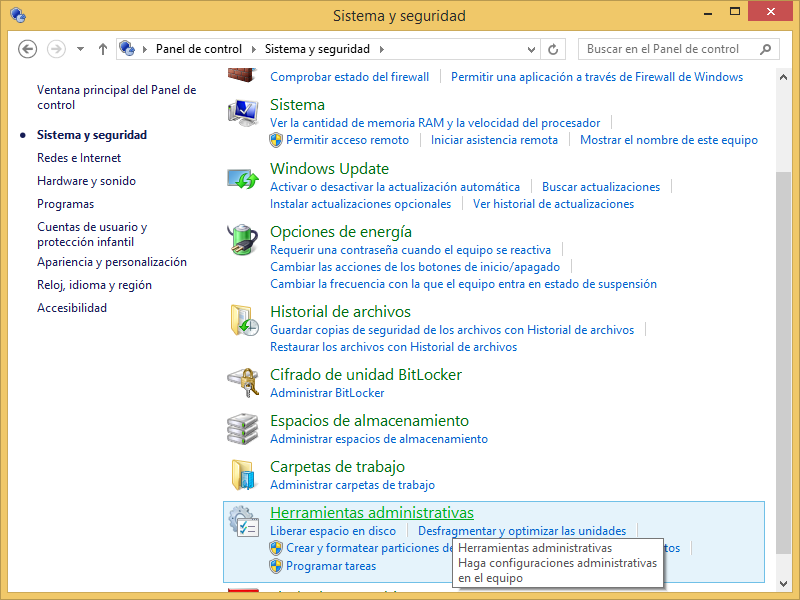 Sistema y seguridad
Panel de control Sistema y seguridad
Buscar en el Panel de control
Ventana principal del Panel de
control
Sistema y seguridad
Redes e Internet
Hardware y sonido
Programas
Cuentas de usuario y
protección infantil
Apariencia y personalización
Reloj, idioma y región
Accesibilidad
Comprobar estado del firewall Permitir una aplicación a través de Firewall de Windows
Sistema
Ver la cantidad de memoria RAM y la velocidad del procesador
Permitir acceso remoto Iniciar asistencia remota Mostrar el nombre de este equipo
Windows Update
Activar o desactivar la actualización automática Buscar actualizaciones
Instalar actualizaciones opcionales Ver historial de actualizaciones
Opciones de energía
Requerir una contraseña cuando el equipo se reactiva
Cambiar las acciones de los botones de inicio/apagado
Cambiar la frecuencia con la que el equipo entra en estado de suspensión
Historial de archivos
Guardar copias de seguridad de los archivos con Historial de archivos
Restaurar los archivos con Historial de archivos
Cifrado de unidad BitLocker
Administrar BitLocker
Espacios de almacenamiento
Administrar espacios de almacenamiento
Carpetas de trabajo
Administrar carpetas de trabajo
Herramientas administrativas
Liberar espacio en disco Desfragmentar y optimizar las unidades
Crear y formatear particiones de
Programar tareas
Herramientas administrativas
Haga configuraciones administrativas
en el equipo